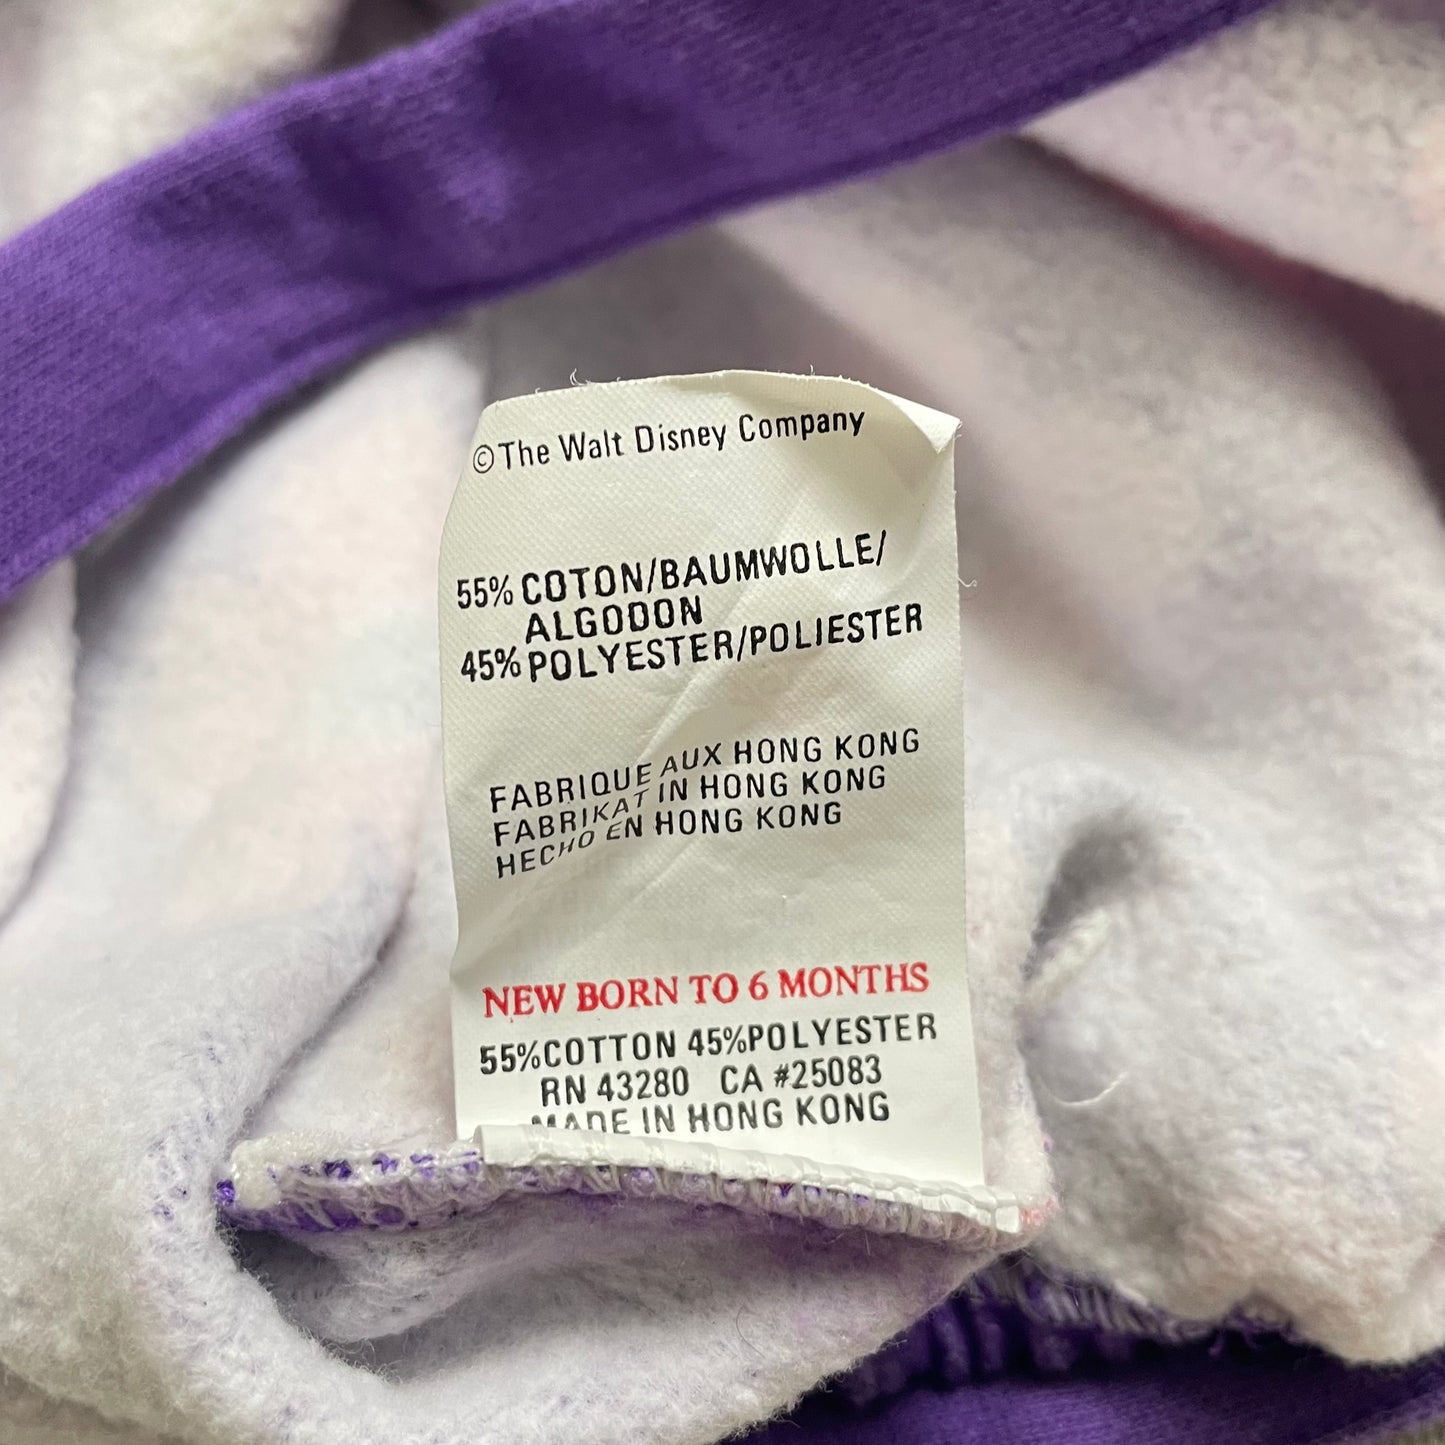 ©The Walt Disney Company
55% COTON/BAUMWOLLE/
ALGODON
45% POLYESTER/POLIESTER
FABRIQUE AUX HONG KONG
FABRIKAT IN HONG KONG
HECHO EN HONG KONG
NEW BORN TO 6 MONTHS
55%COTTON 45%POLYESTER
RN 43280 CA #25083
MADE IN HONG KONG